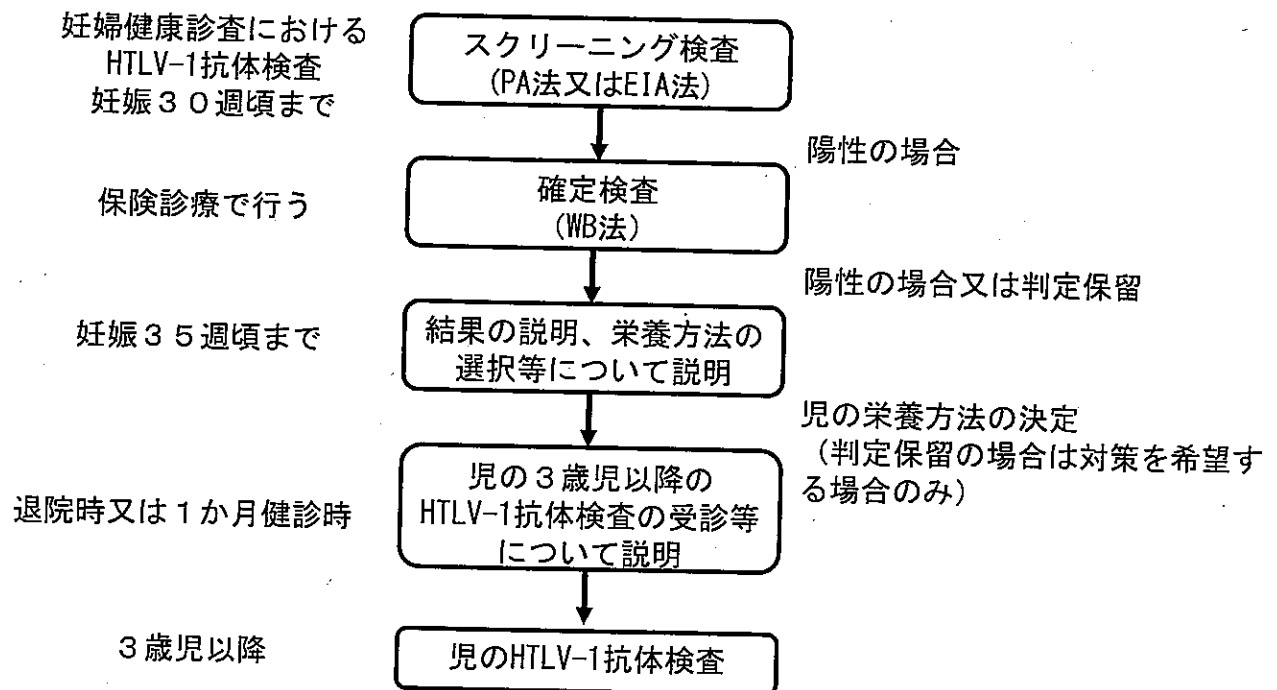 妊婦健康診査における
HTLV-1抗体検査
妊娠３０週頃まで
スクリーニング検査
(PA法又はEIA法)
陽性の場合
保険診療で行う
確定検査
(WB法)
陽性の場合又は判定保留
妊娠３５週頃まで
結果の説明、栄養方法の
選択等について説明
児の栄養方法の決定
（判定保留の場合は対策を希望す
る場合のみ）
退院時又は１か月健診時
児の３歳児以降の
HTLV-1抗体検査の受診等
について説明
３歳児以降
児のHTLV-1抗体検査